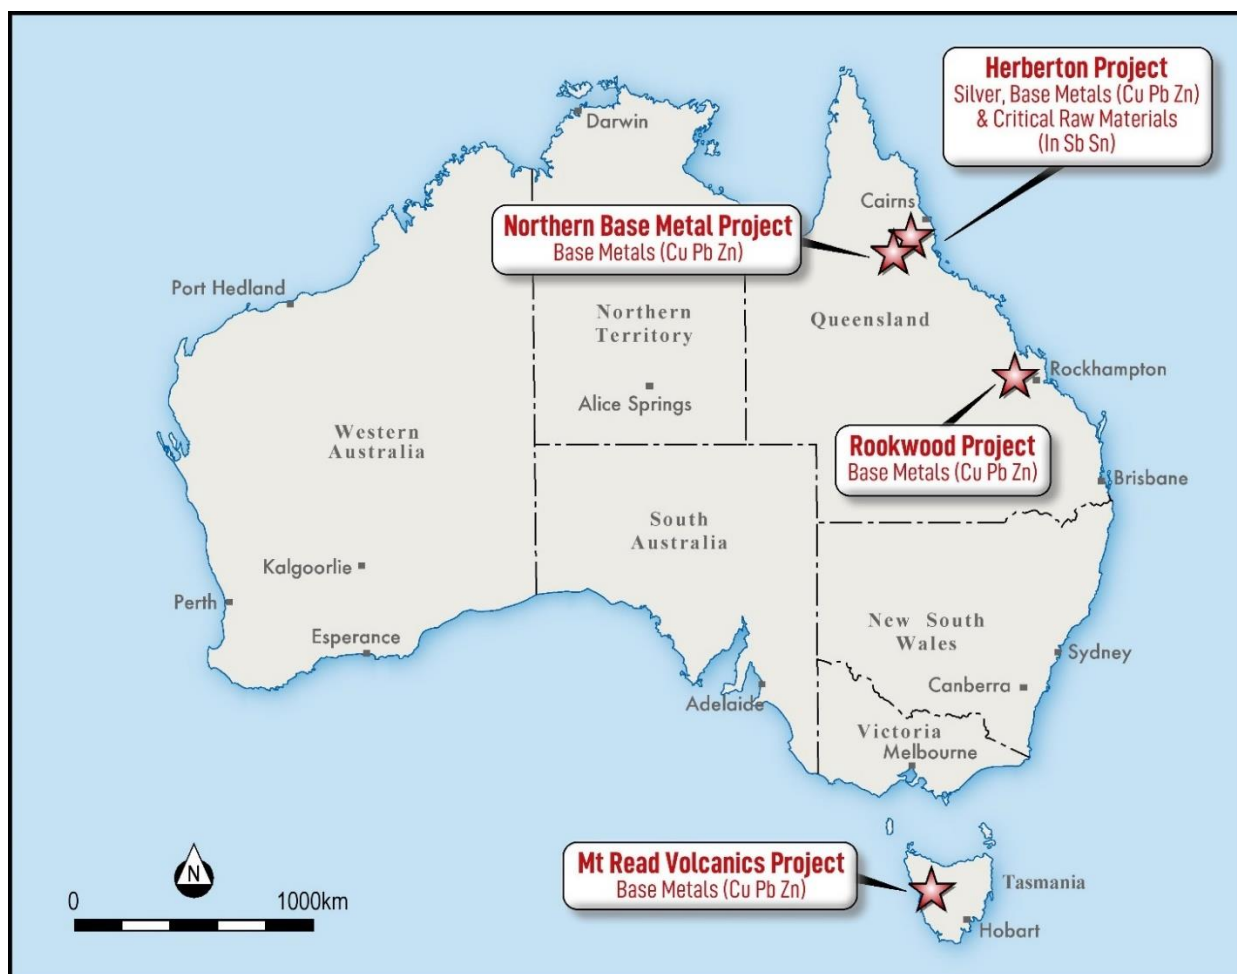 Herberton Project
Silver, Base Metals (Cu Pb Zn)
& Critical Raw Materials
(In Sb Sn)
Darwin
Cairns
Northern Base Metal Project
Base Metals (Cu Pb Zn)
Port Hedland
Northern
Territory
Queensland
Alice Springs
Rockhampton
Western
Australia
Rookwood Project
Base Metals (Cu Pb Zn)
Brisbane
South
Australia
Kalgoorlie
Perth
Esperance
New South
Wales
Sydney
Canberra
Adelaide
Victoria
Melbourne
Mt Read Volcanics Project
Base Metals (Cu Pb Zn)
Tasmania
Hobart
N
0 1000km